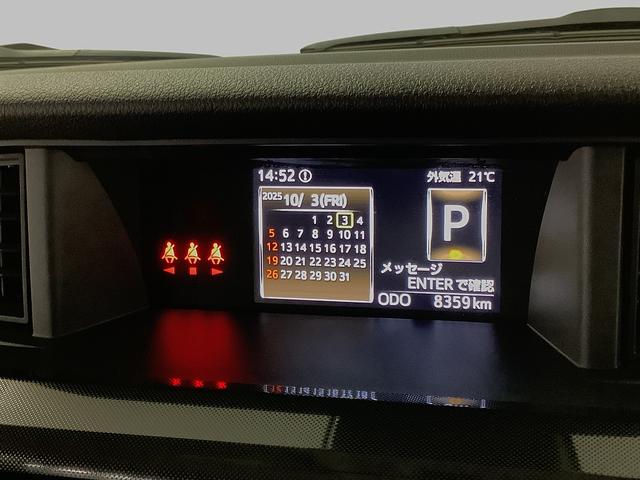 14:52
外気温 21℃
2025 10/ 3(FRI)
1 2 3 4
5 6 7 8 9 10 11
12 13 14 15 16 17 18
19 20 21 22 23 24 25
26 27 28 29 30 31
P
メッセージ
ENTERで確認
ODO 8359km